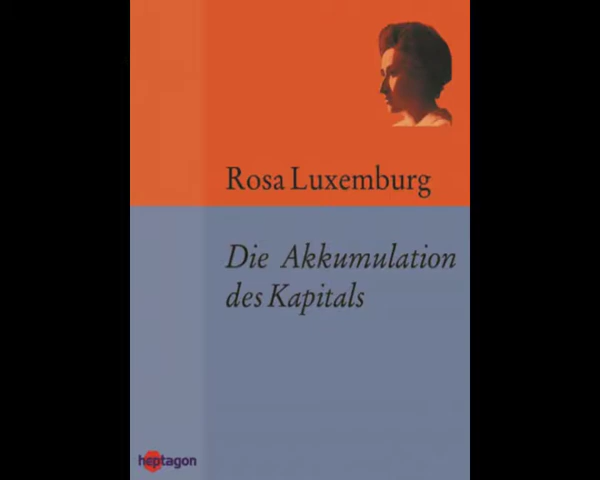 Rosa Luxemburg
Die Akkumulation
des Kapitals
heptagon